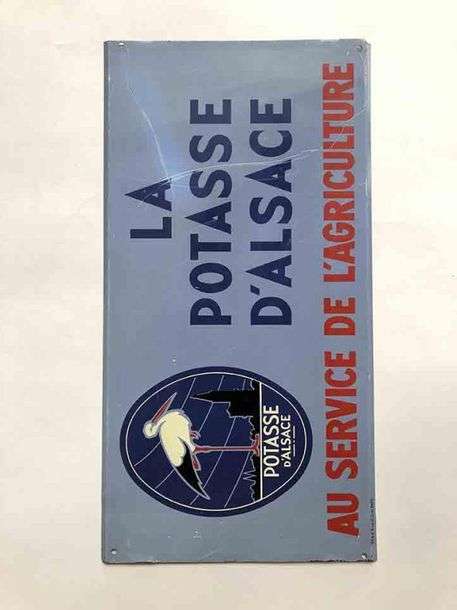 LA
POTASSE
D'ALSACE
AU SERVICE DE L'AGRICULTURE
POTASSE
D'ALSACE